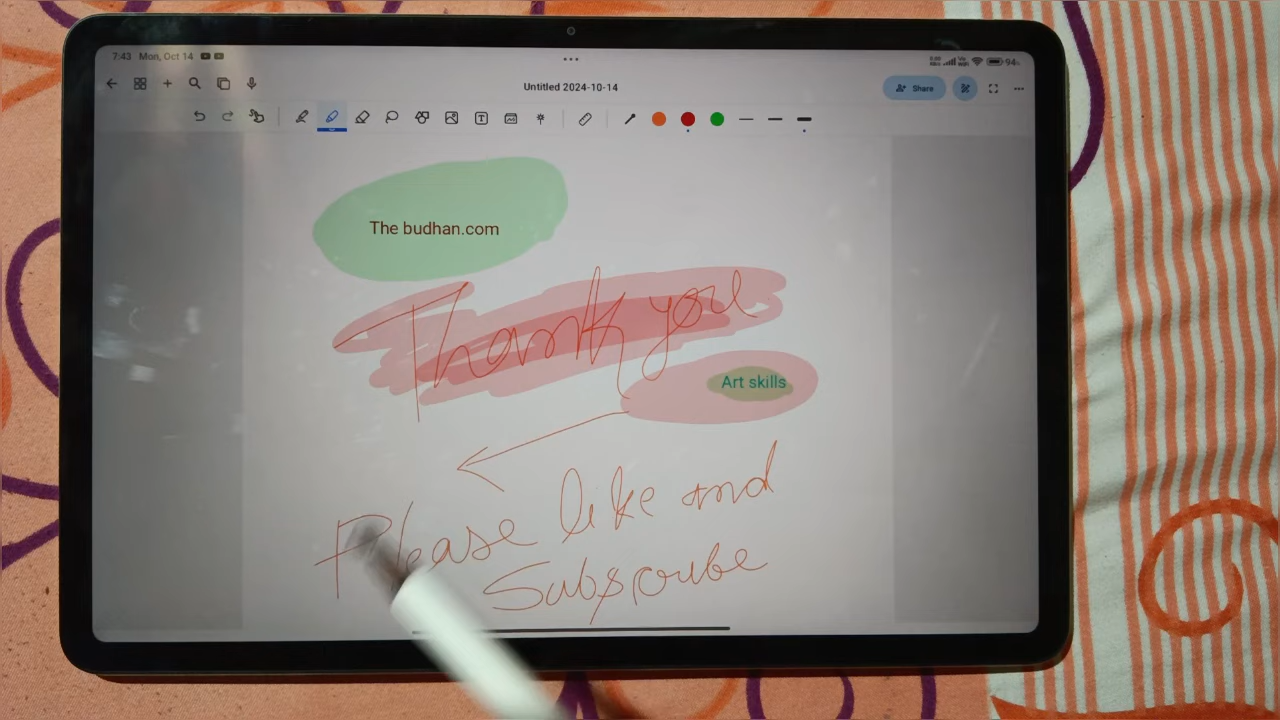 7:43 Mon, Oct 14
94%
Untitled 2024-10-14
Share
The budhan.com
Thank you
Art skills
Please like and
Subscribe